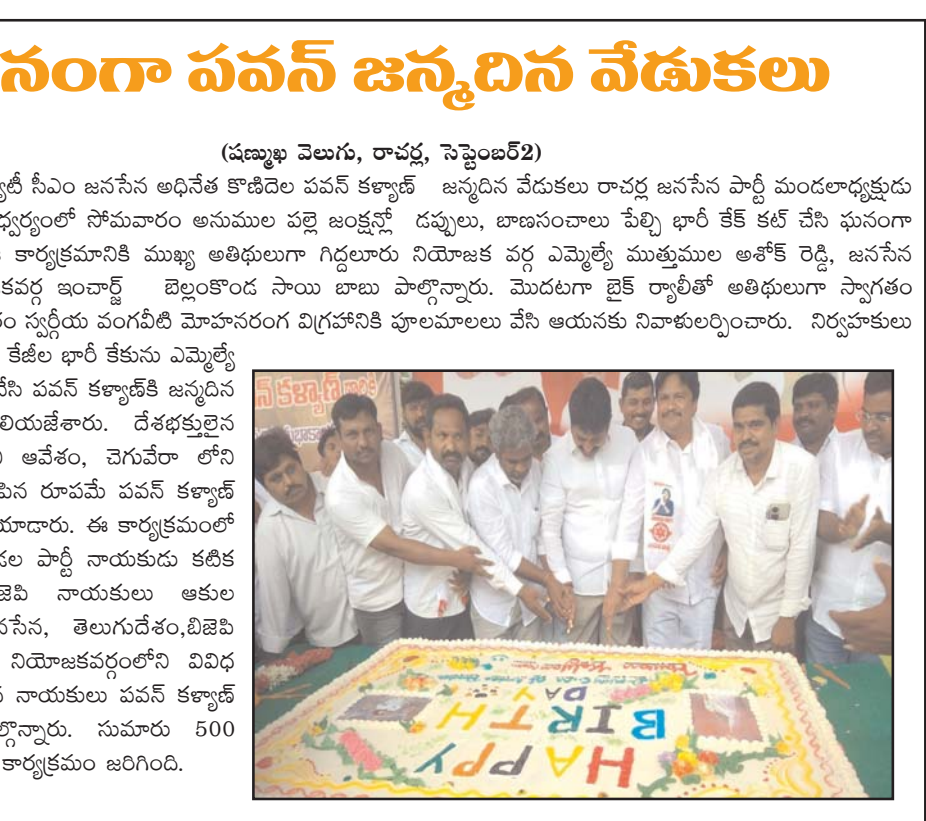 నంగా పవన్ జన్మదిన వేడుకలు
(షణ్ముఖ వెలుగు, రాచర్ల, సెప్టెంబర్2)
సీఎం జనసేన అధినేత కొణిదెల పవన్ కళ్యాణ్ జన్మదిన వేడుకలు రాచర్ల జనసేన పార్టీ మండలాధ్యక్షుడు
ధ్వర్యంలో సోమవారం అనుముల పల్లె జంక్షన్లో డప్పులు, బాణసంచాలు పేల్చి భారీ కేక్ కట్ చేసి ఘనంగా
కార్యక్రమానికి ముఖ్య అతిథులుగా గిద్దలూరు నియోజక వర్గ ఎమ్మెల్యే ముత్తుముల అశోక్ రెడ్డి, జనసేన
కవర్గ ఇంచార్జ్ బెల్లంకొండ సాయి బాబు పాల్గొన్నారు. మొదటగా బైక్ ర్యాలీతో అతిథులుగా స్వాగతం
రం స్వర్గీయ వంగవీటి మోహనరంగ విగ్రహానికి పూలమాలలు వేసి ఆయనకు నివాళులర్పించారు. నిర్వహకులు
కేజీల భారీ కేకును ఎమ్మెల్యే
చేసి పవన్ కళ్యాణ్‌కి జన్మదిన
లియజేశారు. దేశభక్తులైన
ఆవేశం, చెగువేరా లోని
పిన రూపమే పవన్ కళ్యాణ్
యాడారు. ఈ కార్యక్రమంలో
డల పార్టీ నాయకుడు కటిక
జెపి నాయకులు ఆకుల
నసేన, తెలుగుదేశం,బిజెపి
నియోజకవర్గంలోని వివిధ
నాయకులు పవన్ కళ్యాణ్
ల్గొన్నారు. సుమారు 500
కార్యక్రమం జరిగింది.
న్ కళ్యాణ్ గారికి
HAPPY
BIRTH
DAY